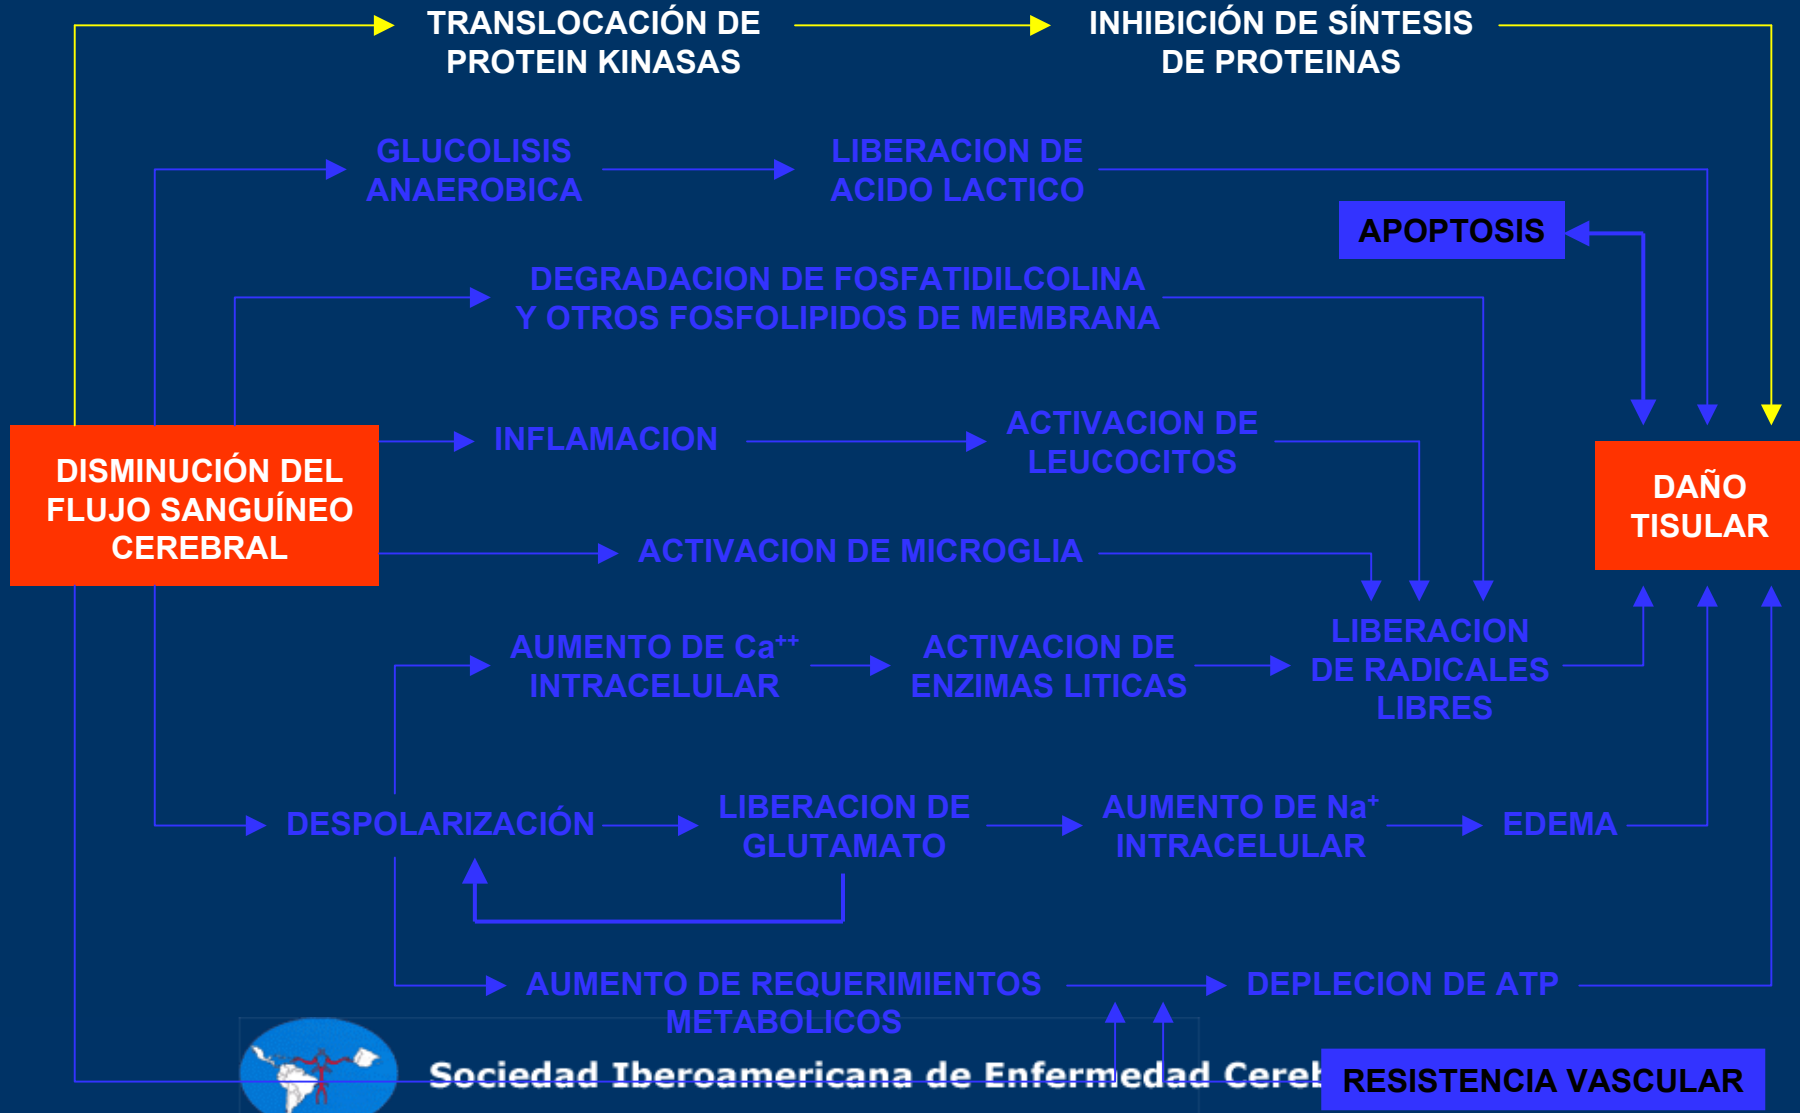 TRANSLOCACIÓN DE
PROTEIN KINASAS
INHIBICIÓN DE SÍNTESIS
DE PROTEINAS
GLUCOLISIS
ANAEROBICA
LIBERACION DE
ACIDO LACTICO
APOPTOSIS
DEGRADACION DE FOSFATIDILCOLINA
Y OTROS FOSFOLIPIDOS DE MEMBRANA
INFLAMACION
ACTIVACION DE
LEUCOCITOS
DISMINUCIÓN DEL
FLUJO SANGUÍNEO
CEREBRAL
DAÑO
TISULAR
ACTIVACION DE MICROGLIA
AUMENTO DE Ca⁺⁺
INTRACELULAR
ACTIVACION DE
ENZIMAS LITICAS
LIBERACION
DE RADICALES
LIBRES
DESPOLARIZACIÓN
LIBERACION DE
GLUTAMATO
AUMENTO DE Na⁺
INTRACELULAR
EDEMA
AUMENTO DE REQUERIMIENTOS
METABOLICOS
DEPLECION DE ATP
Sociedad Iberoamericana de Enfermedad
RESISTENCIA VASCULAR